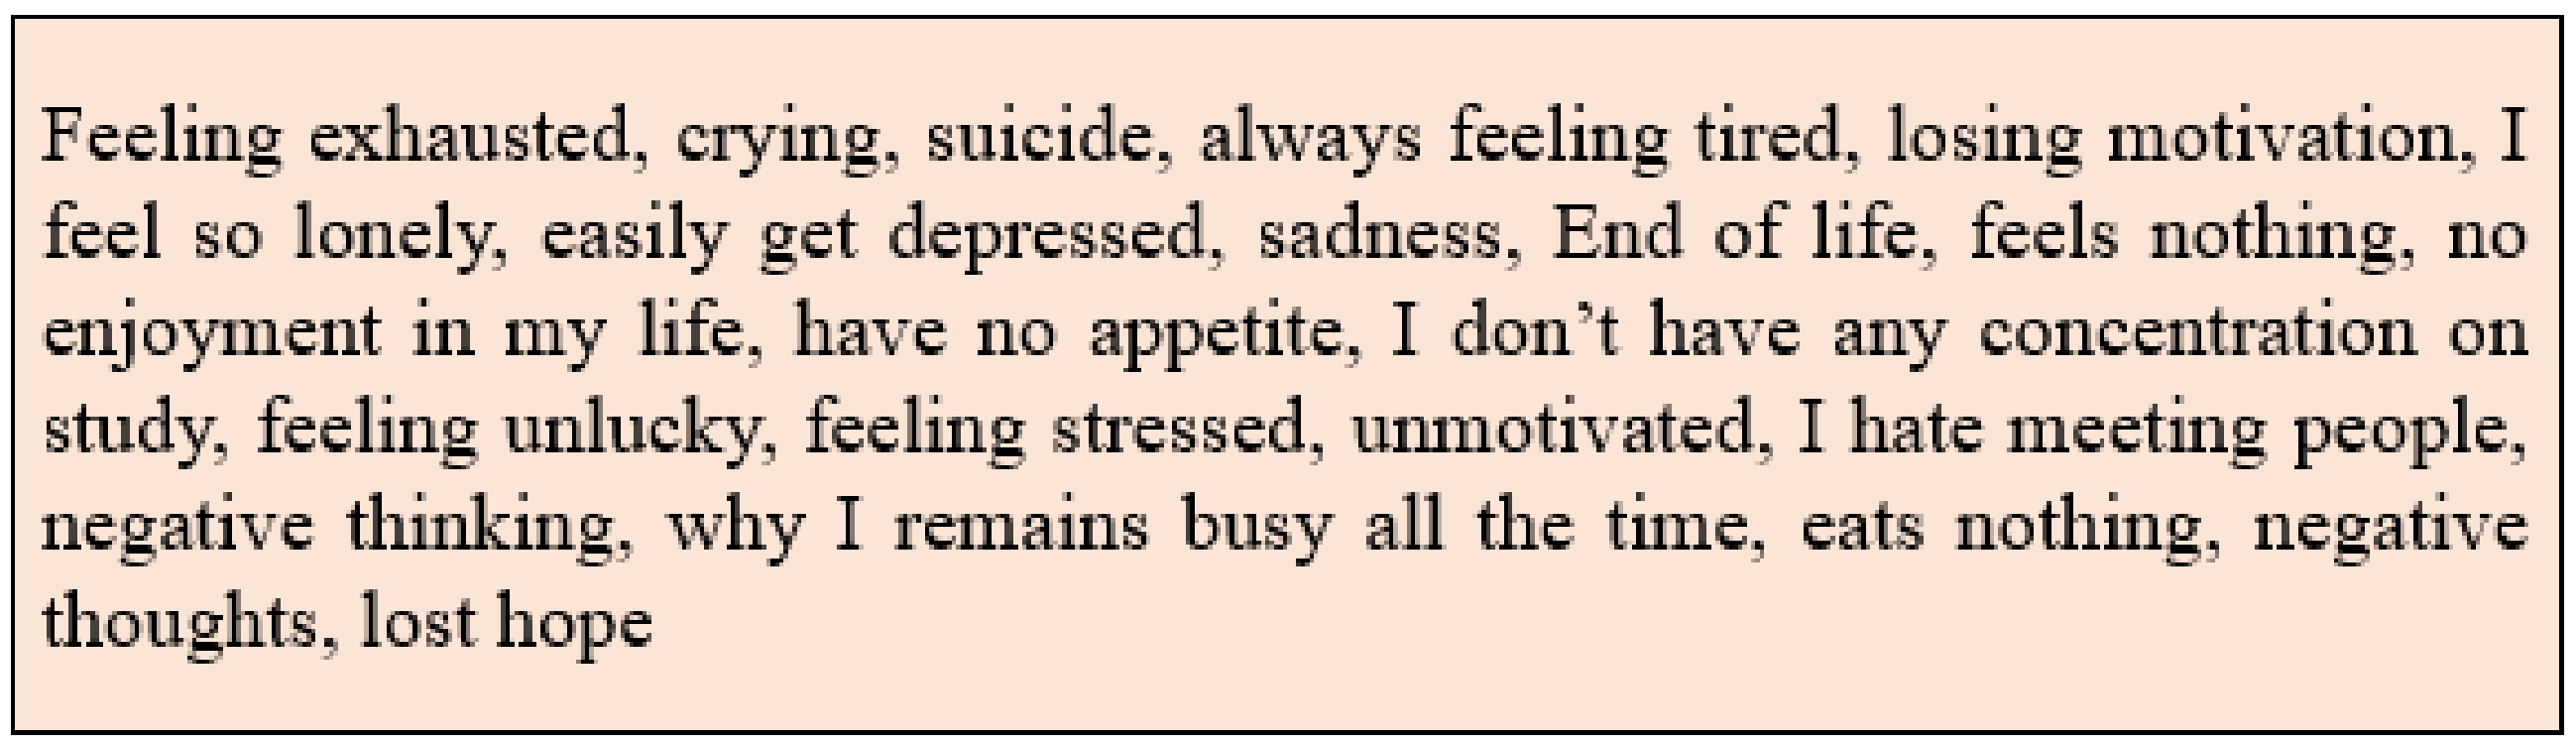 Feeling exhausted, crying, suicide, always feeling tired, losing motivation, I
feel so lonely, easily get depressed, sadness, End of life, feels nothing, no
enjoyment in my life, have no appetite, I don’t have any concentration on
study, feeling unlucky, feeling stressed, unmotivated, I hate meeting people,
negative thinking, why I remains busy all the time, eats nothing, negative
thoughts, lost hope